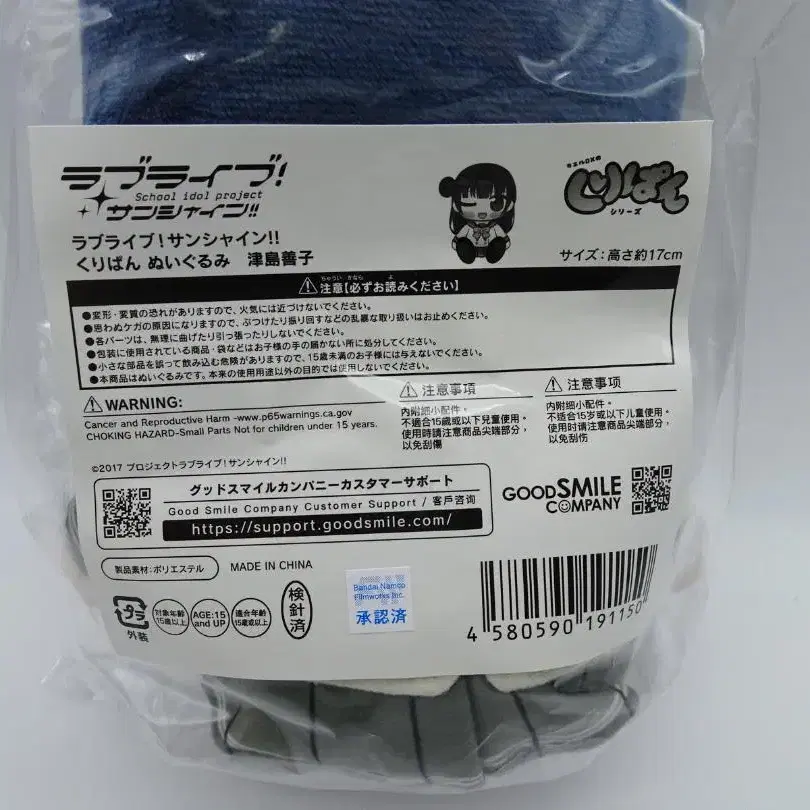 ラブライブ!
School idol project
サンシャイン!!
カエルDXの
くりぱん
シリーズ
ラブライブ!サンシャイン!!
くりぱん ぬいぐるみ 津島善子
サイズ:高さ約17cm
ちゅうい かなら よ
⚠注意【必ずお読みください】
●変形・変質の恐れがありますので、火気には近づけないでください。
●思わぬケガの原因になりますので、ぶつけたり振り回すなどの乱暴な取り扱いはお止めください。
●各パーツは、無理に曲げたり引っ張ったりしないでください。
●包装に使用されている商品・袋などはお子様の手の届かない所に処分してください。
●小さな部品を誤って飲み込む危険がありますので、15歳未満のお子様には与えないでください。
●本商品はぬいぐるみです。本来の使用用途以外の目的では使用しないでください。
⚠WARNING:
Cancer and Reproductive Harm -www.p65warnings.ca.gov
CHOKING HAZARD-Small Parts Not for children under 15 years.
⚠注意事項
內附細小配件。
不適合15歲或以下兒童使用。
使用時請注意商品尖端部分,
以免刮傷
⚠注意事项
内附细小配件。
不适合15岁或以下儿童使用。
使用时请注意商品尖端部分,
以免刮伤
©2017 プロジェクトラブライブ!サンシャイン!!
グッドスマイルカンパニーカスタマーサポート
Good Smile Company Customer Support / 客戶咨询
https://support.goodsmile.com/
GOODSMILE
COMPANY
製品素材:ポリエステル
MADE IN CHINA
プラ
外装
対象年齢
15歳以上
AGE:15
and UP
適合年齡
15歲或以上
検針済
Bandai Namco
Filmworks Inc.
承認済
4 580590 191150